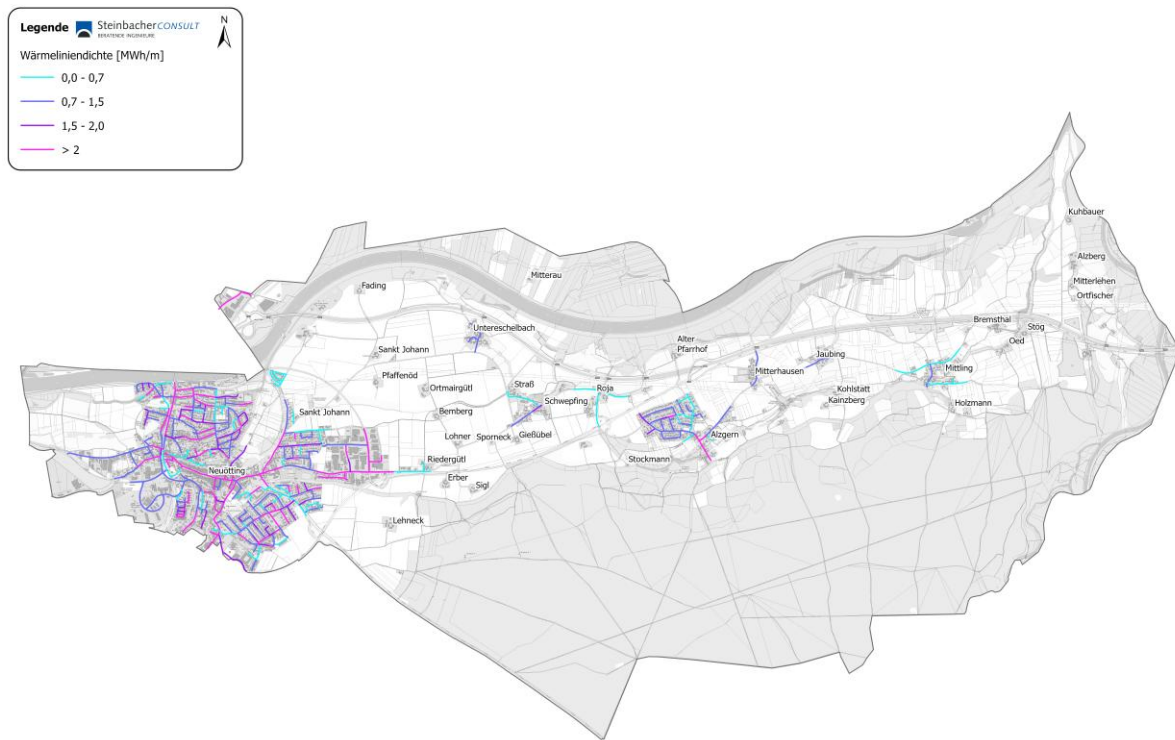 Legende
SteinbacherCONSULT
BERATENDE INGENIEURE
N
Wärmeliniendichte [MWh/m]
0,0 - 0,7
0,7 - 1,5
1,5 - 2,0
> 2
Kuhbauer
Alzberg
Mitterlehen
Ortfischer
Mitterau
Fading
Bremsthal
Stög
Oed
Untereschelbach
Alter
Pfarrhof
Jaubing
Sankt Johann
Mitterhausen
Mittling
Pfaffenöd
Ortmairgütl
Straß
Roja
Kohlstatt
Kainzberg
Schwepfing
Holzmann
Sankt Johann
Bemberg
Gießübel
Alzgern
Lohner
Sporneck
Stockmann
Neuötting
Riedergütl
Erber
Sigl
Lehneck